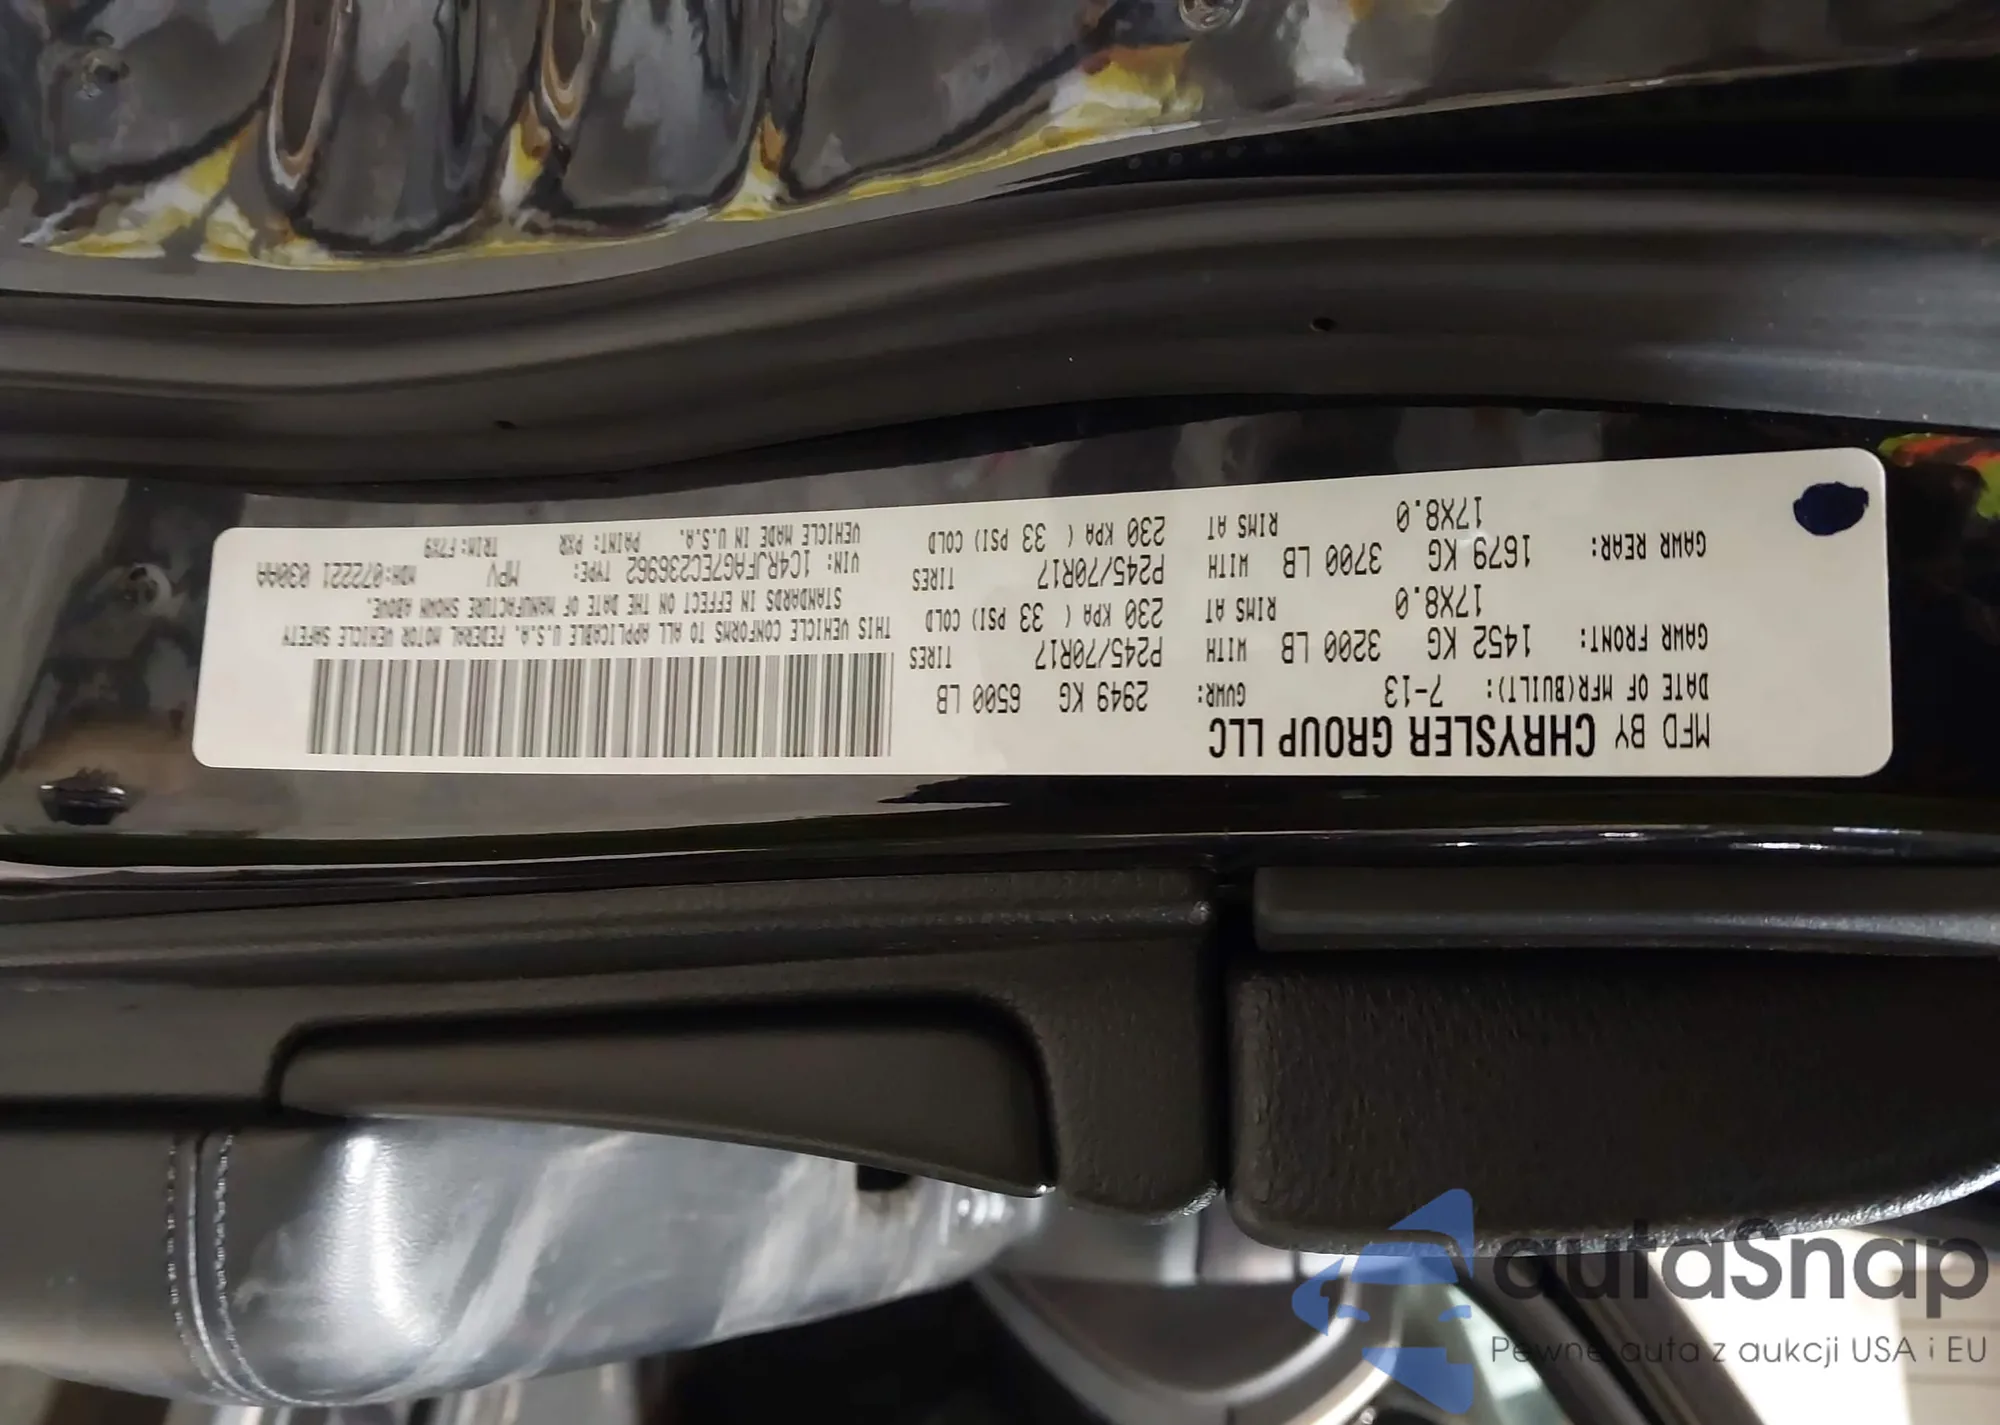 MFD BY CHRYSLER GROUP LLC
DATE OF MFR(BUILT): 7-13 GVWR: 2949 KG 6500 LB
GAWR FRONT: 1452 KG 3200 LB WITH P245/70R17 TIRES
17X8.0 RIMS AT 230 KPA ( 33 PSI) COLD
GAWR REAR: 1679 KG 3700 LB WITH P245/70R17 TIRES
17X8.0 RIMS AT 230 KPA ( 33 PSI) COLD
THIS VEHICLE CONFORMS TO ALL APPLICABLE U.S.A. FEDERAL MOTOR VEHICLE SAFETY
STANDARDS IN EFFECT ON THE DATE OF MANUFACTURE SHOWN ABOVE.
VIN: 1C4RJFAG7EC236962 TYPE: MPV MDH:072221 030AA
VEHICLE MADE IN U.S.A. PAINT: PXR TRIM:F7X9
autaSnap
Pewne auta z aukcji USA i EU